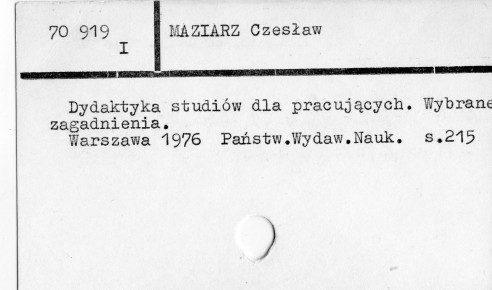 70 919
I
MAZIARZ Czesław
Dydaktyka studiów dla pracujących. Wybrane
zagadnienia.
Warszawa 1976 Państw.Wydaw.Nauk. s.215